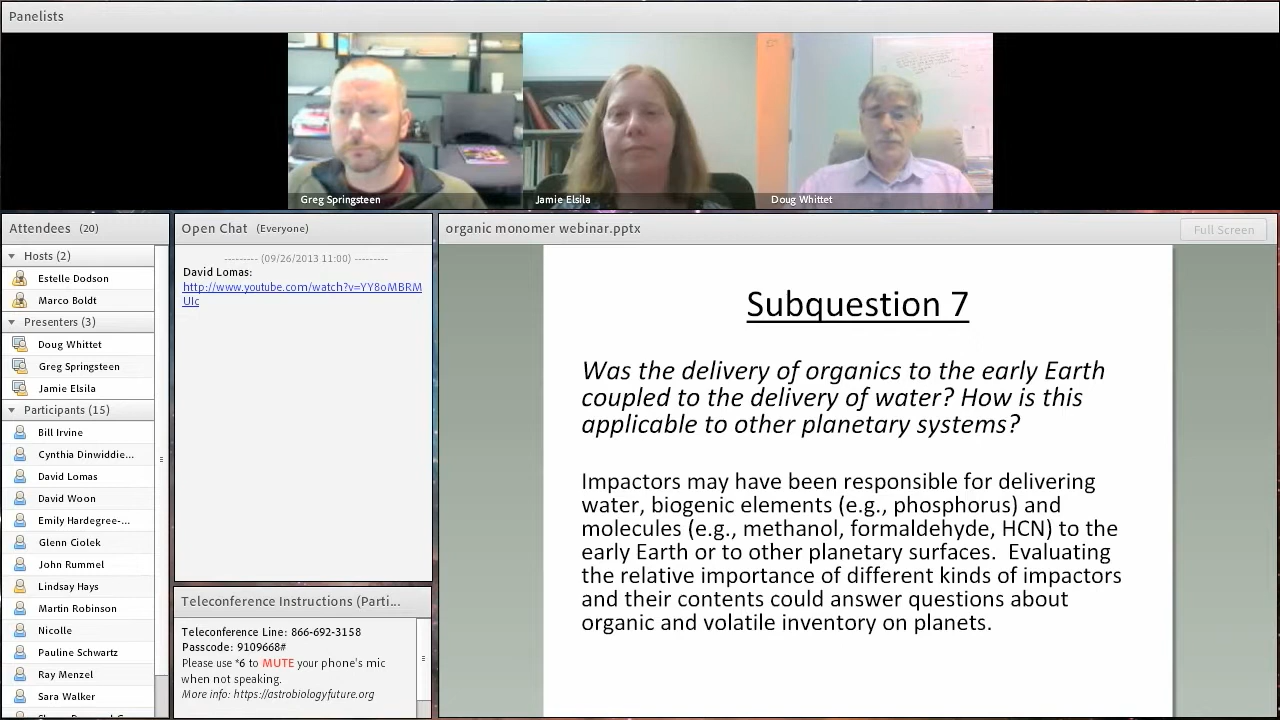 Panelists
Greg Springsteen
Jamie Elsila
Doug Whittet
Attendees (20)
Hosts (2)
Estelle Dodson
Marco Boldt
Presenters (3)
Doug Whittet
Greg Springsteen
Jamie Elsila
Participants (15)
Bill Irvine
Cynthia Dinwiddie...
David Lomas
David Woon
Emily Hardegree-...
Glenn Ciolek
John Rummel
Lindsay Hays
Martin Robinson
Nicolle
Pauline Schwartz
Ray Menzel
Sara Walker
Open Chat (Everyone)
--------- (09/26/2013 11:00) ---------
David Lomas:
http://www.youtube.com/watch?v=YY8oMBRM
UIc
Teleconference Instructions (Parti...
Teleconference Line: 866-692-3158
Passcode: 9109668#
Please use *6 to MUTE your phone's mic
when not speaking.
More info: https://astrobiologyfuture.org
organic monomer webinar.pptx
Full Screen
Subquestion 7
Was the delivery of organics to the early Earth
coupled to the delivery of water? How is this
applicable to other planetary systems?
Impactors may have been responsible for delivering
water, biogenic elements (e.g., phosphorus) and
molecules (e.g., methanol, formaldehyde, HCN) to the
early Earth or to other planetary surfaces.  Evaluating
the relative importance of different kinds of impactors
and their contents could answer questions about
organic and volatile inventory on planets.